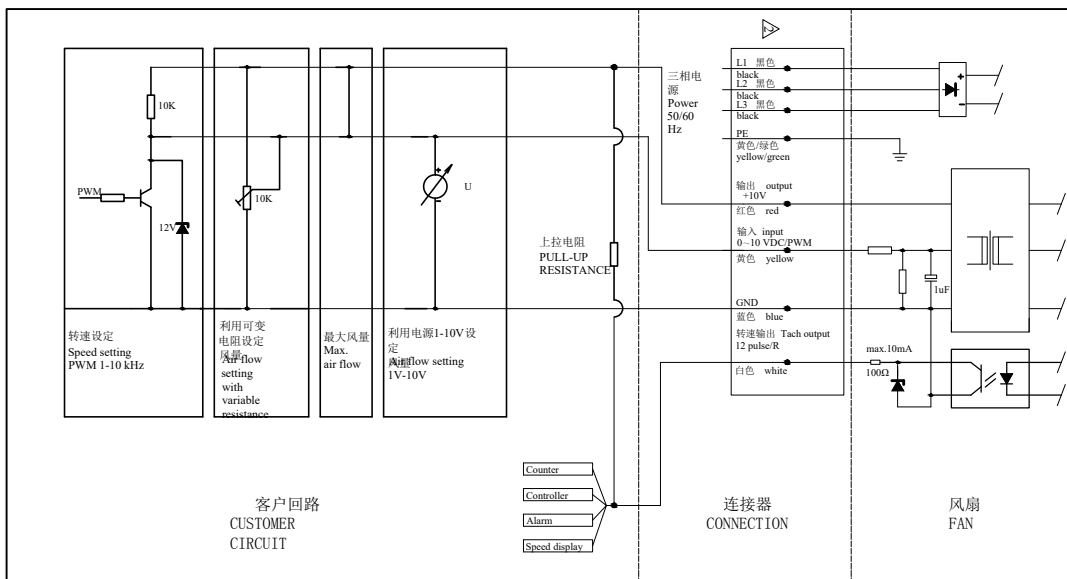 10K
PWM
12V
转速设定
Speed setting
PWM 1-10 kHz
10K
利用可变
电阻设定
风量
Air flow
setting
with
variable
resistance
最大风量
Max.
air flow
U
利用电源1-10V设
定
风量
Air flow setting
1V-10V
上拉电阻
PULL-UP
RESISTANCE
Counter
Controller
Alarm
Speed display
客户回路
CUSTOMER
CIRCUIT
三相电
源
Power
50/60
Hz
2
L1 黑色
black
L2 黑色
black
L3 黑色
black
PE
黄色/绿色
yellow/green
输出 output
+10V
红色 red
输入 input
0~10 VDC/PWM
黄色 yellow
GND
蓝色 blue
转速输出 Tach output
12 pulse/R
白色 white
连接器
CONNECTION
1uF
max.10mA
100Ω
风扇
FAN